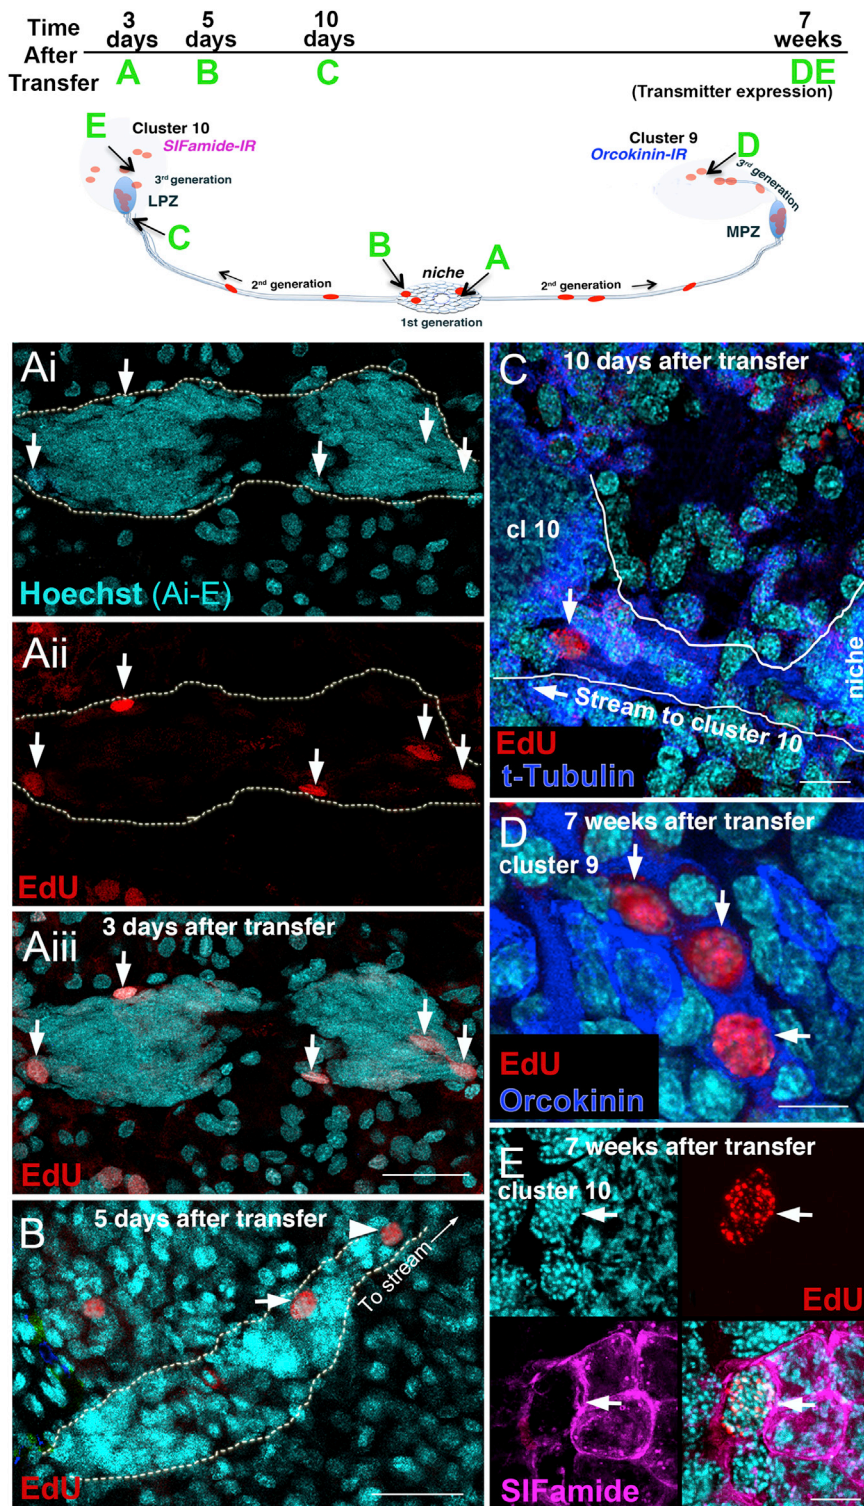 Time After Transfer
3 days
5 days
10 days
7 weeks
A
B
C
DE
(Transmitter expression)
E
Cluster 10
SIFamide-IR
3rd generation
LPZ
C
2nd generation
B
niche
A
1st generation
2nd generation
Cluster 9
Orcokinin-IR
D
3rd generation
MPZ
Ai
Hoechst (Ai-E)
Aii
EdU
Aiii
3 days after transfer
EdU
B
5 days after transfer
To stream
EdU
C
10 days after transfer
cl 10
niche
Stream to cluster 10
EdU
t-Tubulin
D
7 weeks after transfer
cluster 9
EdU
Orcokinin
E
7 weeks after transfer
cluster 10
EdU
SIFamide